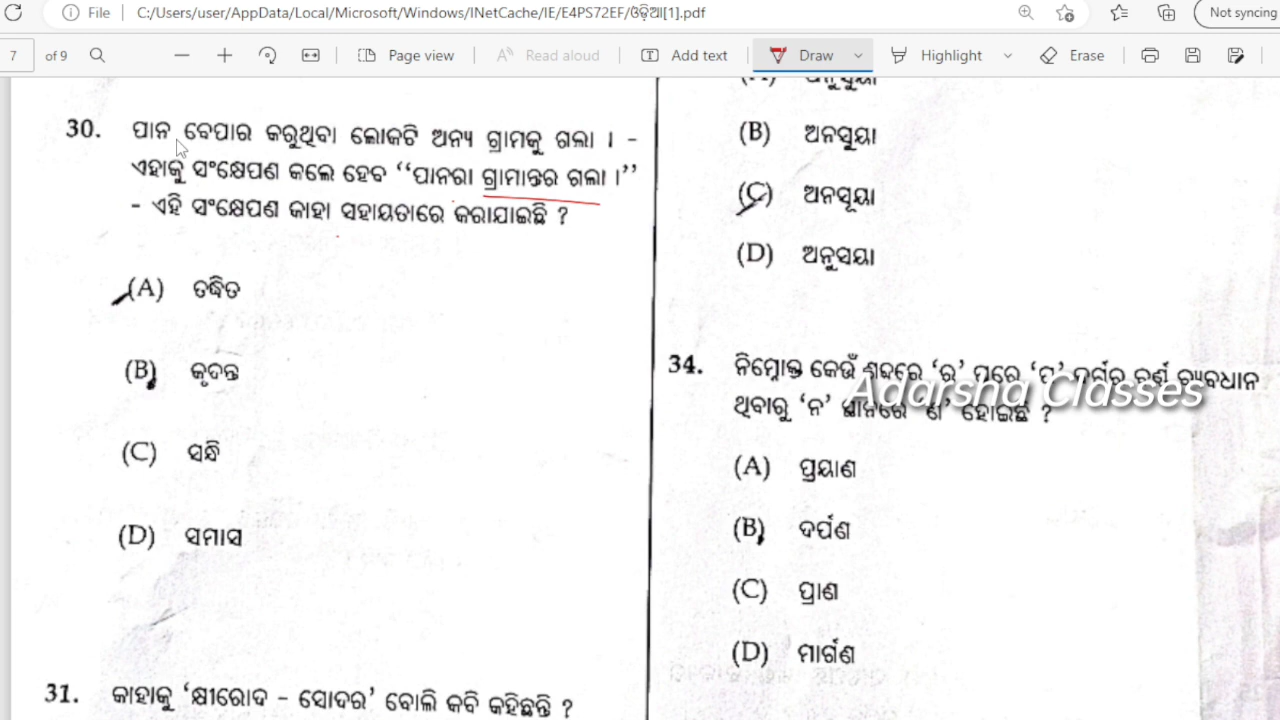 File C:/Users/user/AppData/Local/Microsoft/Windows/INetCache/IE/E4PS72EF/ଓଡ଼ିଆ[1].pdf Not syncing
7 of 9 Page view Read aloud Add text Draw Highlight Erase
30. ପାନ ବେପାର କରୁଥିବା ଲୋକଟି ଅନ୍ୟ ଗ୍ରାମକୁ ଗଲା । -
ଏହାକୁ ସଂକ୍ଷେପଣ କଲେ ହେବ ‘‘ପାନରା ଗ୍ରାମାନ୍ତର ଗଲା ।’’
- ଏହି ସଂକ୍ଷେପଣ କାହା ସହାୟତାରେ କରାଯାଇଛି ?
(A) ତଦ୍ଧିତ
(B) କୃଦନ୍ତ
(C) ସନ୍ଧି
(D) ସମାସ
31. କାହାକୁ ‘କ୍ଷୀରୋଦ - ସୋଦର’ ବୋଲି କବି କହିଛନ୍ତି ?
(B) ଅନସୁୟା
(C) ଅନସୂୟା
(D) ଅନୁସୟା
34. ନିମ୍ନୋକ୍ତ କେଉଁ ଶବ୍ଦରେ ‘ର’ ପରେ ‘ପ’ ବର୍ଗର ବର୍ଣ୍ଣ ବ୍ୟବଧାନ
ଥିବାରୁ ‘ନ’ ସ୍ଥାନରେ ‘ଣ’ ହୋଇଛି ?
Adarsha Classes
(A) ପ୍ରୟାଣ
(B) ଦର୍ପଣ
(C) ପ୍ରାଣ
(D) ମାର୍ଗଣ